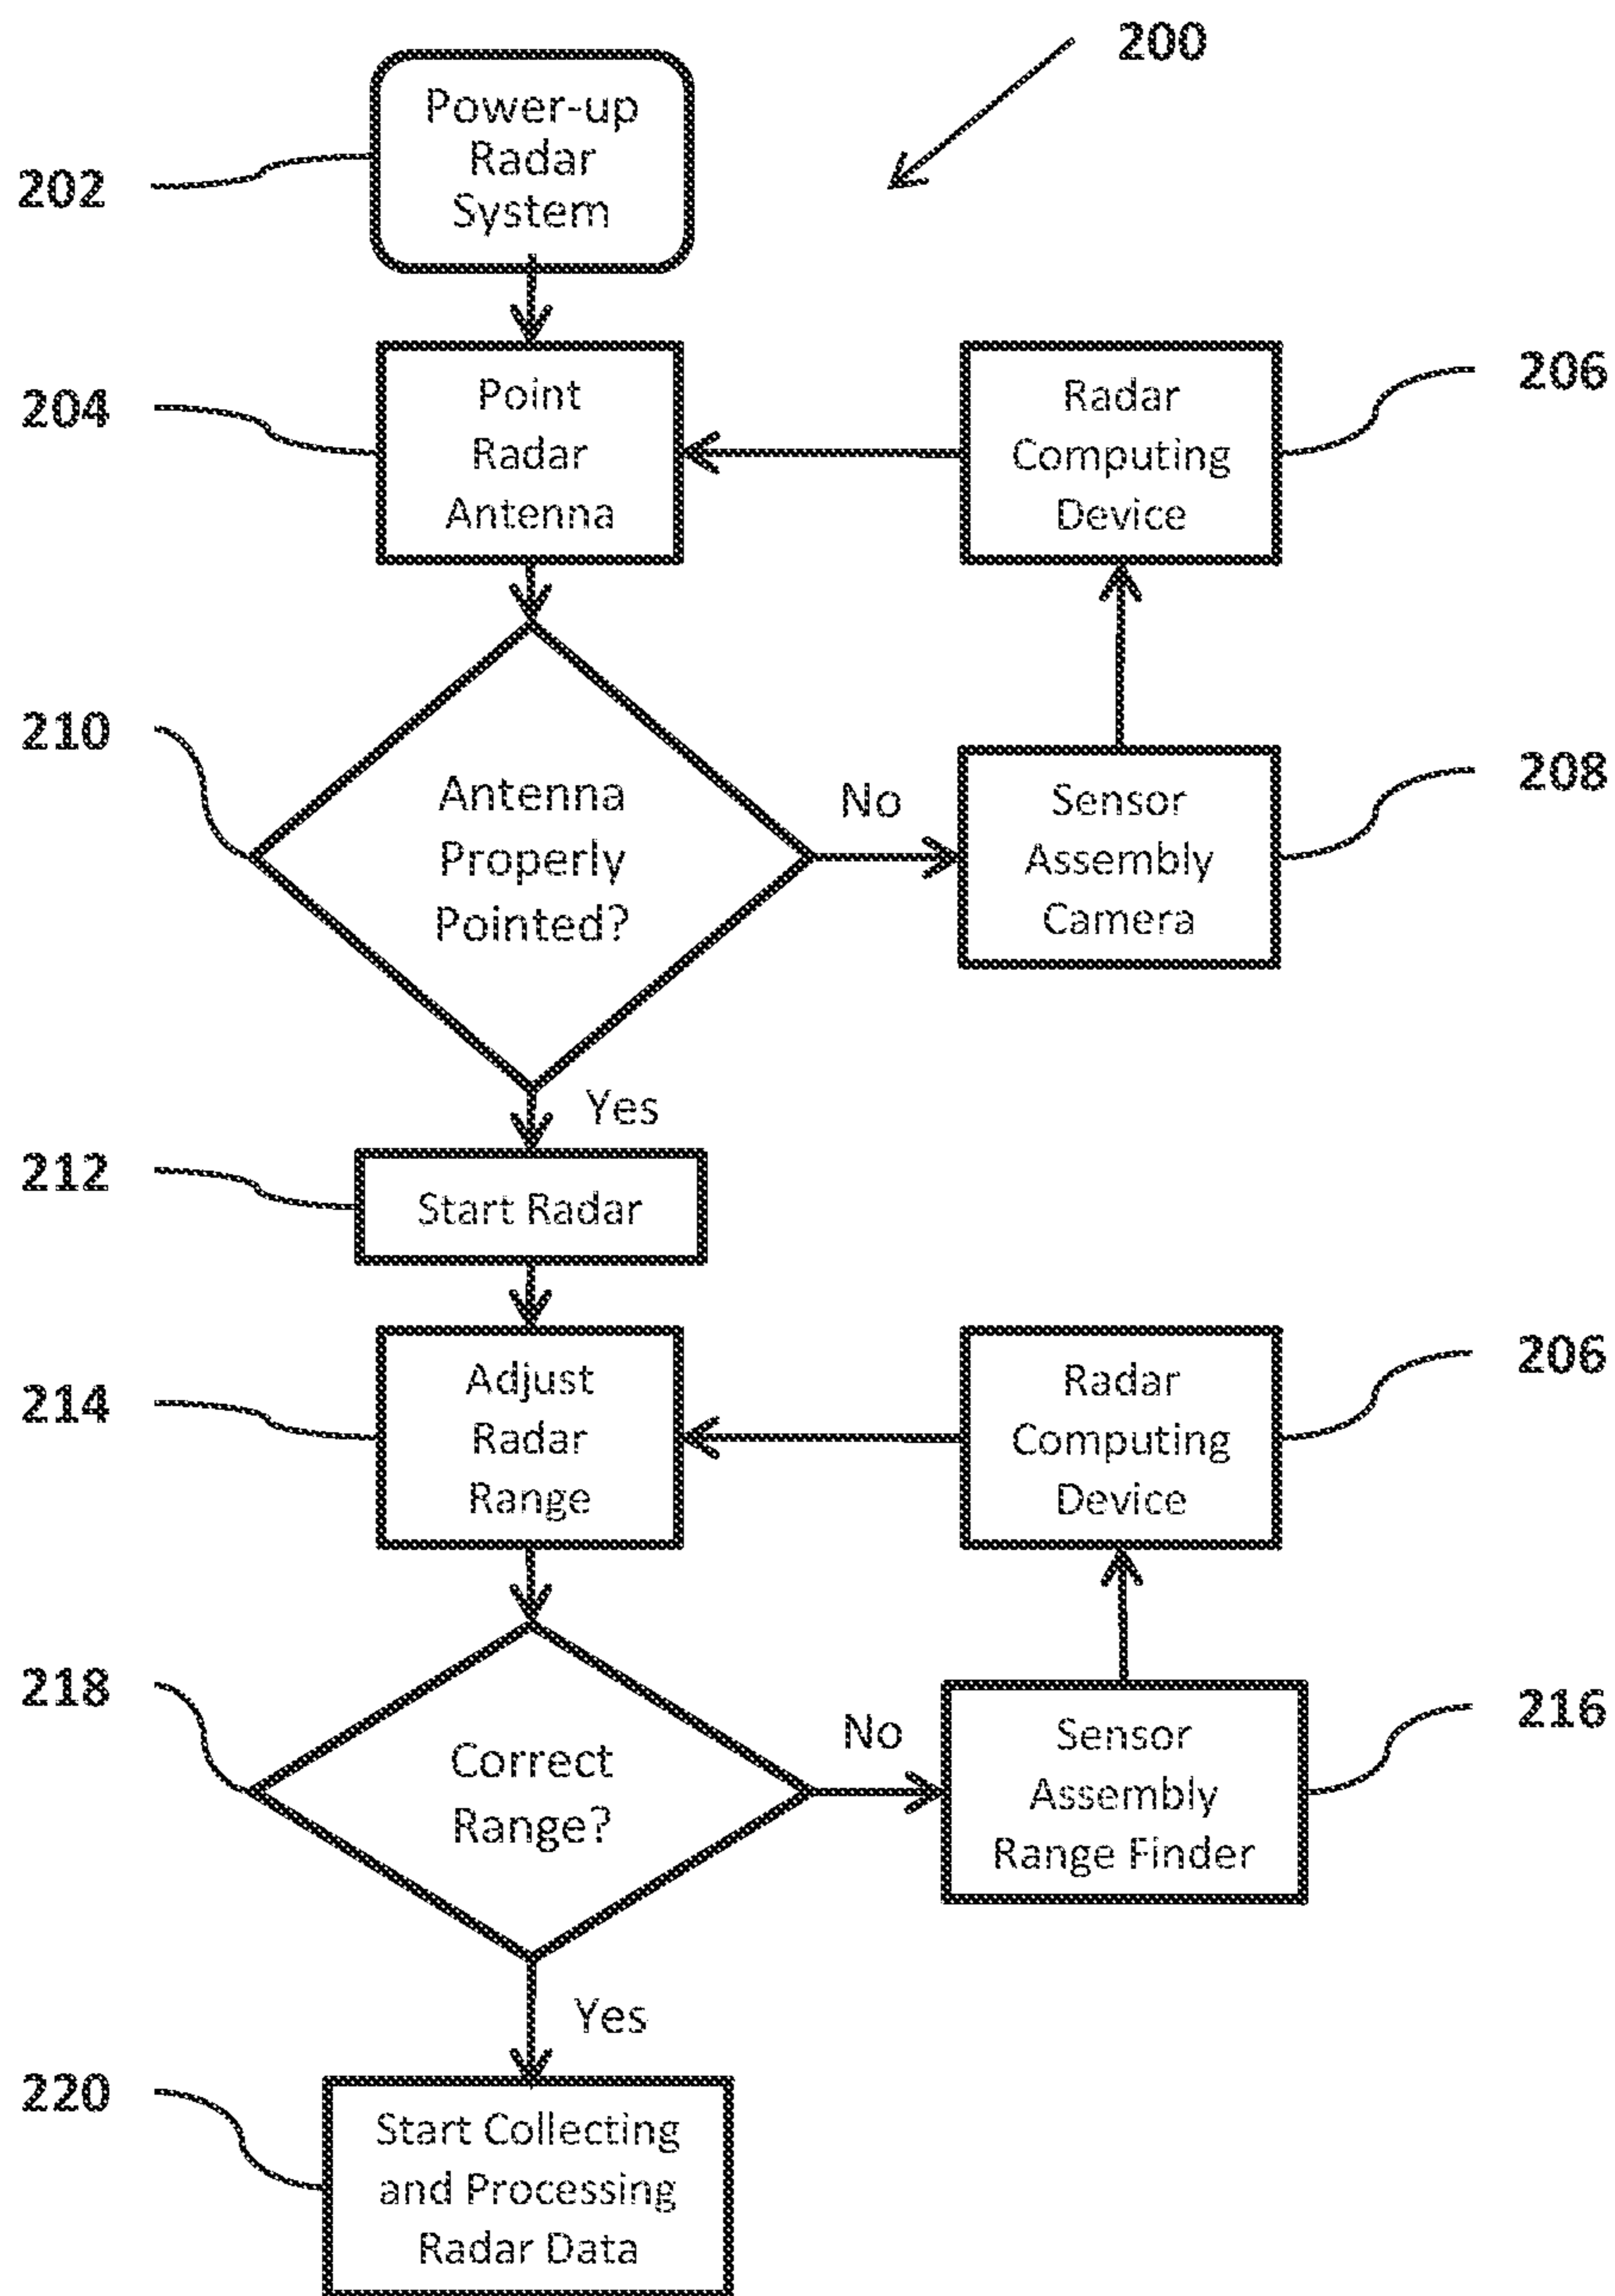 200
Power-up
Radar
System
202
Point
Radar
Antenna
204
Radar
Computing
Device
206
Antenna
Properly
Pointed?
210
No
Sensor
Assembly
Camera
208
Yes
Start Radar
212
Adjust
Radar
Range
214
Radar
Computing
Device
206
Correct
Range?
218
No
Sensor
Assembly
Range Finder
216
Yes
Start Collecting
and Processing
Radar Data
220